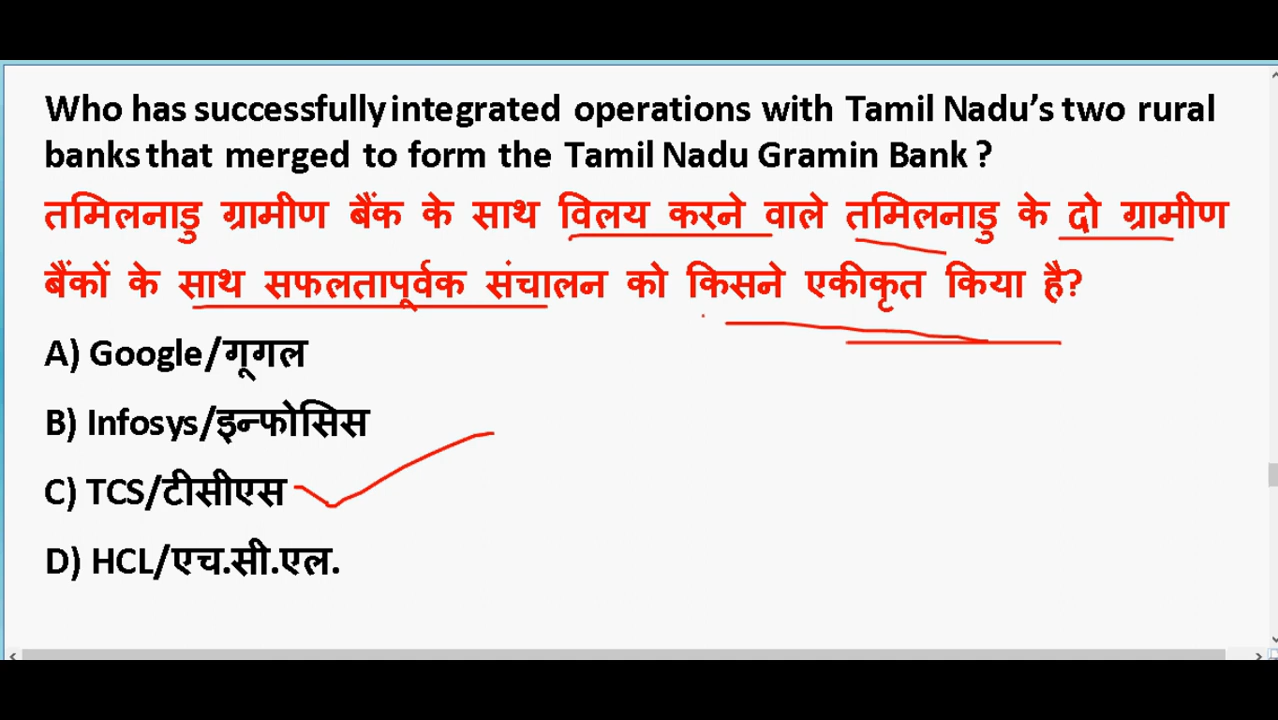 Who has successfully integrated operations with Tamil Nadu's two rural
banks that merged to form the Tamil Nadu Gramin Bank ?
तमिलनाडु ग्रामीण बैंक के साथ विलय करने वाले तमिलनाडु के दो ग्रामीण
बैंकों के साथ सफलतापूर्वक संचालन को किसने एकीकृत किया है?
A) Google/गूगल
B) Infosys/इन्फोसिस
C) TCS/टीसीएस
D) HCL/एच.सी.एल.